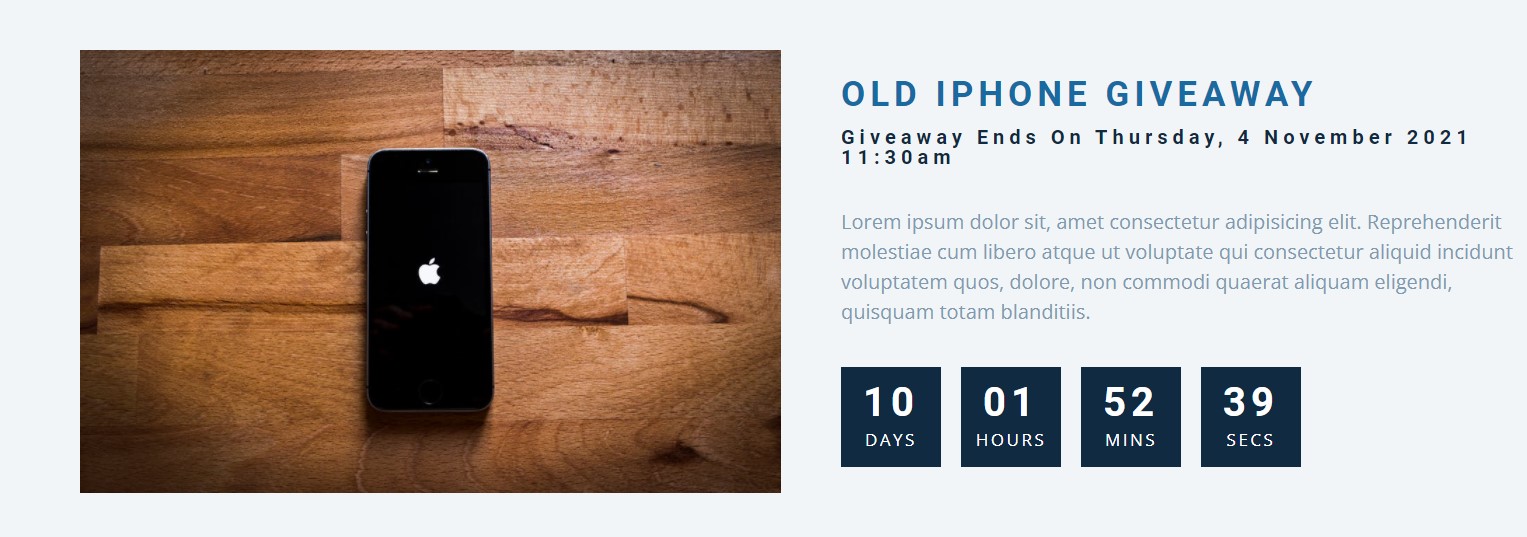 OLD IPHONE GIVEAWAY
Giveaway Ends On Thursday, 4 November 2021
11:30am
Lorem ipsum dolor sit, amet consectetur adipisicing elit. Reprehenderit
molestiae cum libero atque ut voluptate qui consectetur aliquid incidunt
voluptatem quos, dolore, non commodi quaerat aliquam eligendi,
quisquam totam blanditiis.
10 01 52 39
DAYS HOURS MINS SECS